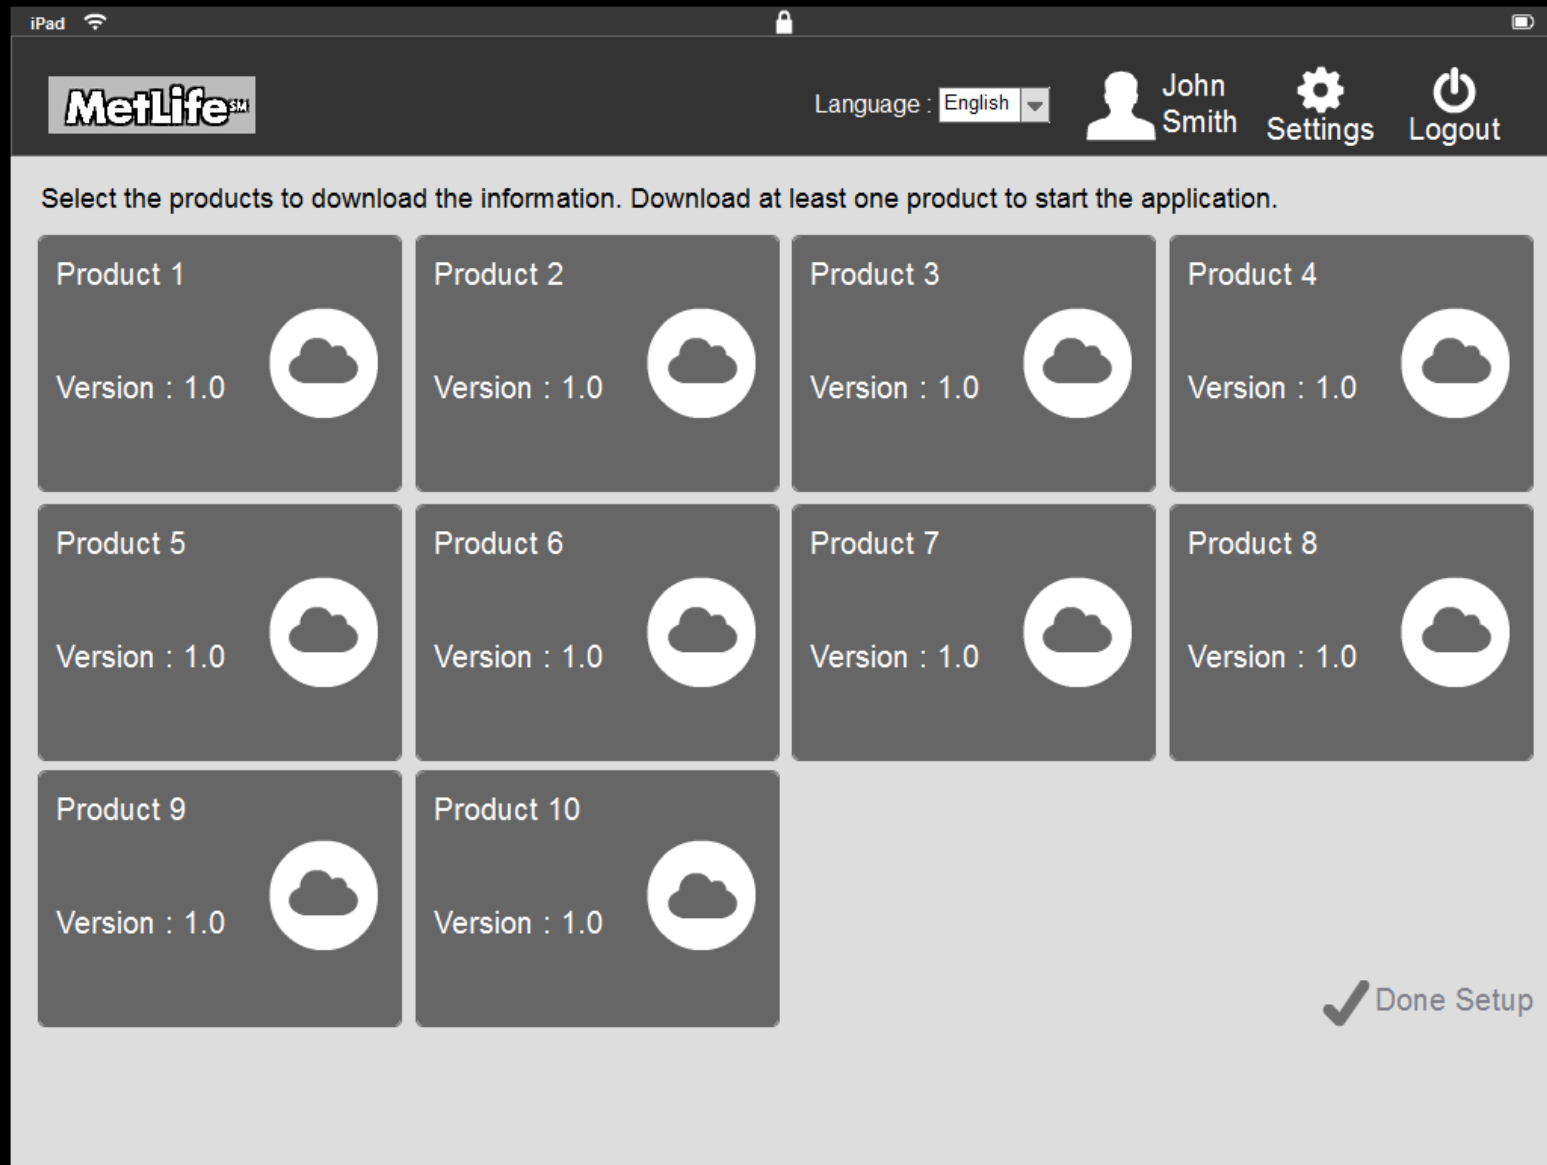 iPad
MetLife SM
Language : English
John
Smith
Settings
Logout
Select the products to download the information. Download at least one product to start the application.
Product 1
Version : 1.0
Product 2
Version : 1.0
Product 3
Version : 1.0
Product 4
Version : 1.0
Product 5
Version : 1.0
Product 6
Version : 1.0
Product 7
Version : 1.0
Product 8
Version : 1.0
Product 9
Version : 1.0
Product 10
Version : 1.0
Done Setup